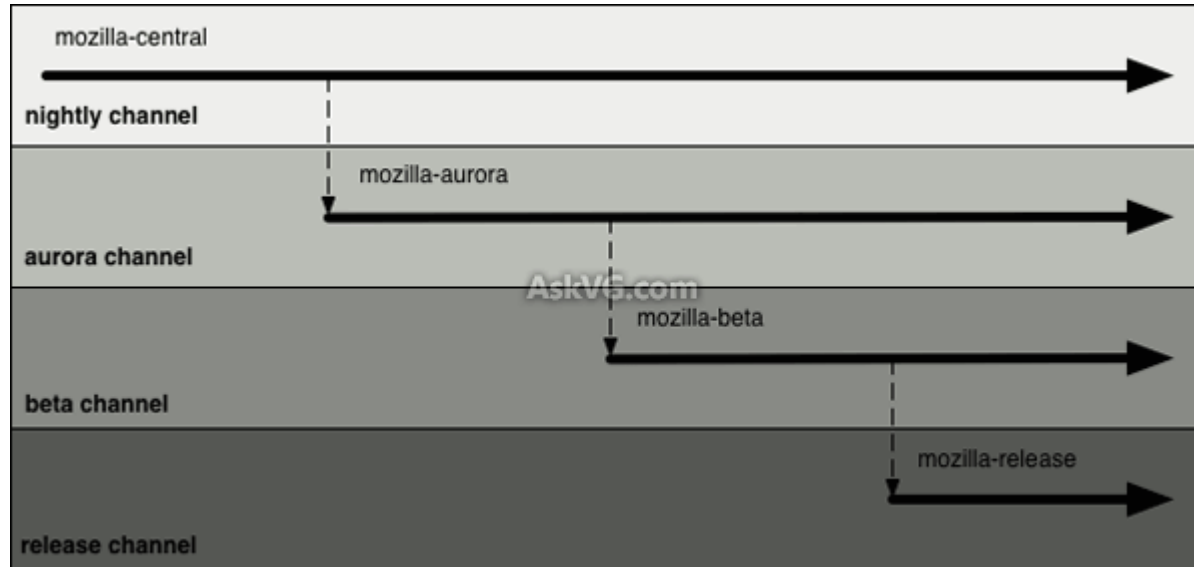 mozilla-central
nightly channel
mozilla-aurora
aurora channel
AskVG.com
mozilla-beta
beta channel
mozilla-release
release channel